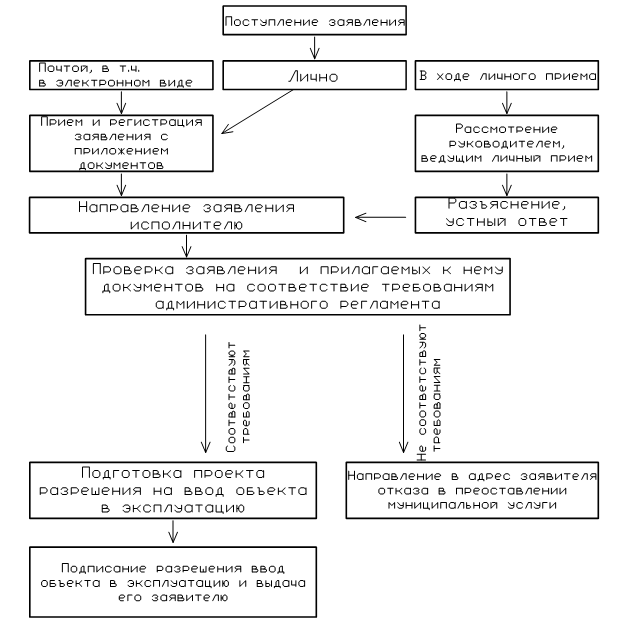 Поступление заявления
Почтой, в т.ч.
в электронном виде
Лично
В ходе личного приема
Прием и регистрация
заявления с
приложением
документов
Рассмотрение
руководителем,
ведущим личный прием
Направление заявления
исполнителю
Разъяснение,
устный ответ
Проверка заявления и прилагаемых к нему
документов на соответствие требованиям
административного регламента
Соответствуют
требованиям
Не соответствуют
требованиям
Подготовка проекта
разрешения на ввод объекта
в эксплуатацию
Направление в адрес заявителя
отказа в преоставлении
муниципальной услуги
Подписание разрешения ввод
объекта в эксплуатацию и выдача
его заявителю